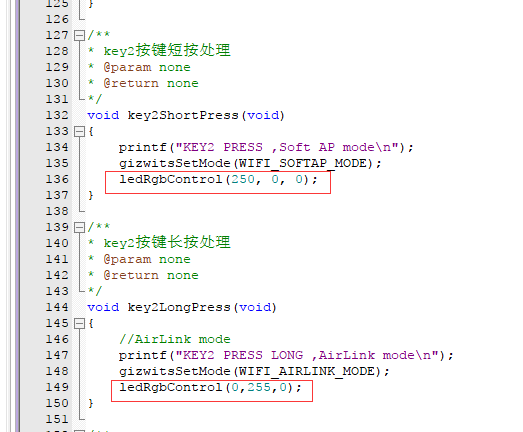 125 }
126
127 /**
128 * key2按键短按处理
129 * @param none
130 * @return none
131 */
132 void key2ShortPress(void)
133 {
134 printf("KEY2 PRESS ,Soft AP mode\n");
135 gizwitsSetMode(WIFI_SOFTAP_MODE);
136 ledRgbControl(250, 0, 0);
137 }
138
139 /**
140 * key2按键长按处理
141 * @param none
142 * @return none
143 */
144 void key2LongPress(void)
145 {
146 //AirLink mode
147 printf("KEY2 PRESS LONG ,AirLink mode\n");
148 gizwitsSetMode(WIFI_AIRLINK_MODE);
149 ledRgbControl(0,255,0);
150 }
151